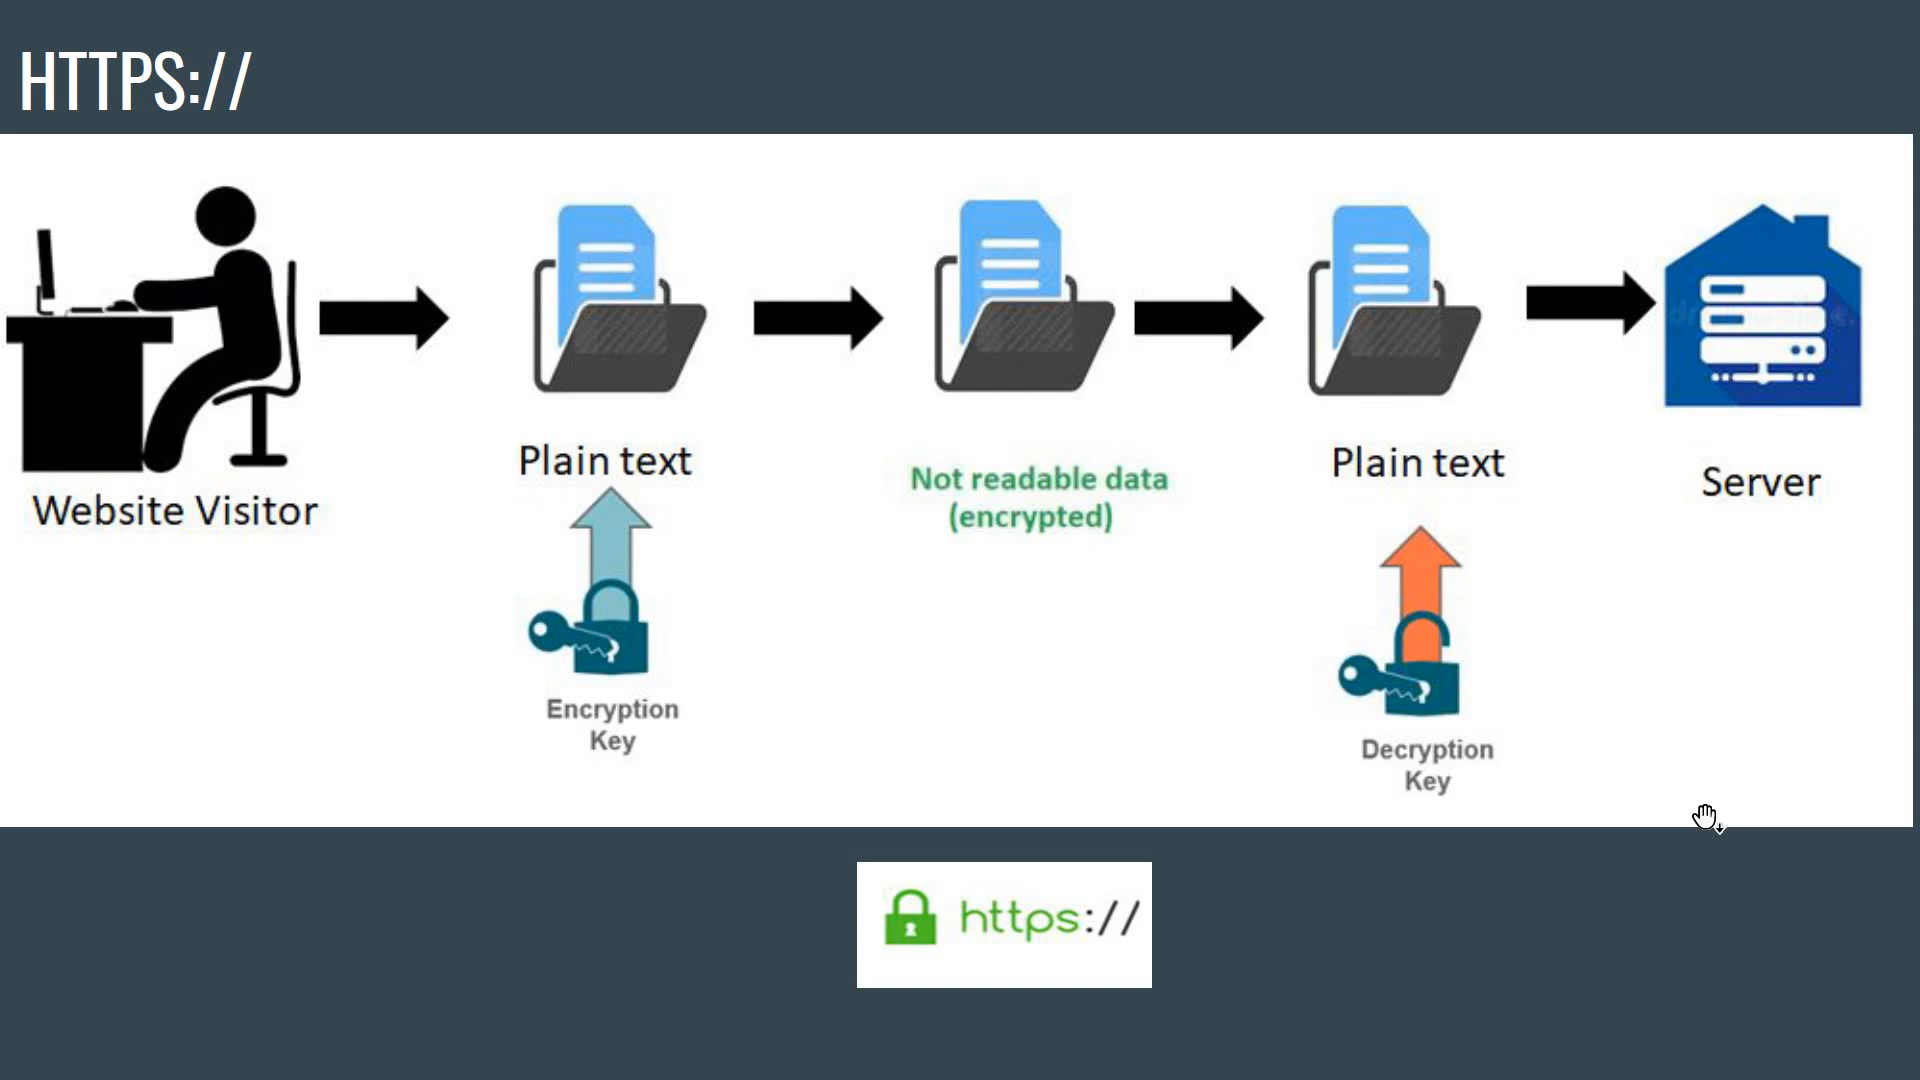 HTTPS://
Website Visitor
Plain text
Encryption
Key
Not readable data
(encrypted)
Plain text
Decryption
Key
Server
https://